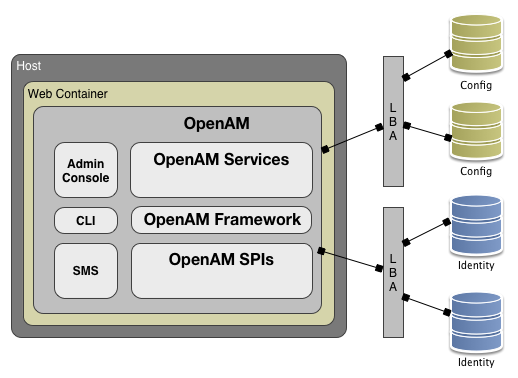 Host
Web Container
OpenAM
Admin
Console
OpenAM Services
CLI
OpenAM Framework
SMS
OpenAM SPIs
L
B
A
L
B
A
Config
Config
Identity
Identity